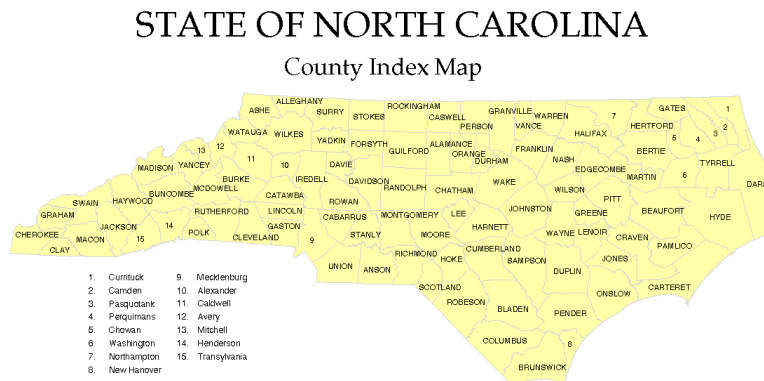 STATE OF NORTH CAROLINA
County Index Map
ALLEGHANY
ASHE
SURRY
STOKES
ROCKINGHAM
CASWELL
PERSON
GRANVILLE
VANCE
WARREN
7
GATES
1
HERTFORD
2
3
HALIFAX
5
4
WATAUGA
WILKES
YADKIN
FORSYTH
GUILFORD
ALAMANCE
ORANGE
DURHAM
FRANKLIN
NASH
BERTIE
12
13
11
10
DAVIE
EDGECOMBE
MARTIN
6
TYRRELL
MADISON
YANCEY
BURKE
IREDELL
DAVIDSON
RANDOLPH
CHATHAM
WAKE
WILSON
DAR
BUNCOMBE
MCDOWELL
CATAWBA
ROWAN
PITT
SWAIN
HAYWOOD
RUTHERFORD
LINCOLN
CABARRUS
MONTGOMERY
LEE
JOHNSTON
GREENE
BEAUFORT
HYDE
GRAHAM
JACKSON
14
POLK
CLEVELAND
GASTON
9
STANLY
MOORE
HARNETT
WAYNE
LENOIR
CRAVEN
PAMLICO
CHEROKEE
MACON
15
CLAY
RICHMOND
HOKE
CUMBERLAND
SAMPSON
DUPLIN
JONES
UNION
ANSON
SCOTLAND
ROBESON
BLADEN
PENDER
ONSLOW
CARTERET
COLUMBUS
8
BRUNSWICK
1. Currituck
2. Camden
3. Pasquotank
4. Perquimans
5. Chowan
6. Washington
7. Northampton
8. New Hanover
9. Mecklenburg
10. Alexander
11. Caldwell
12. Avery
13. Mitchell
14. Henderson
15. Transylvania